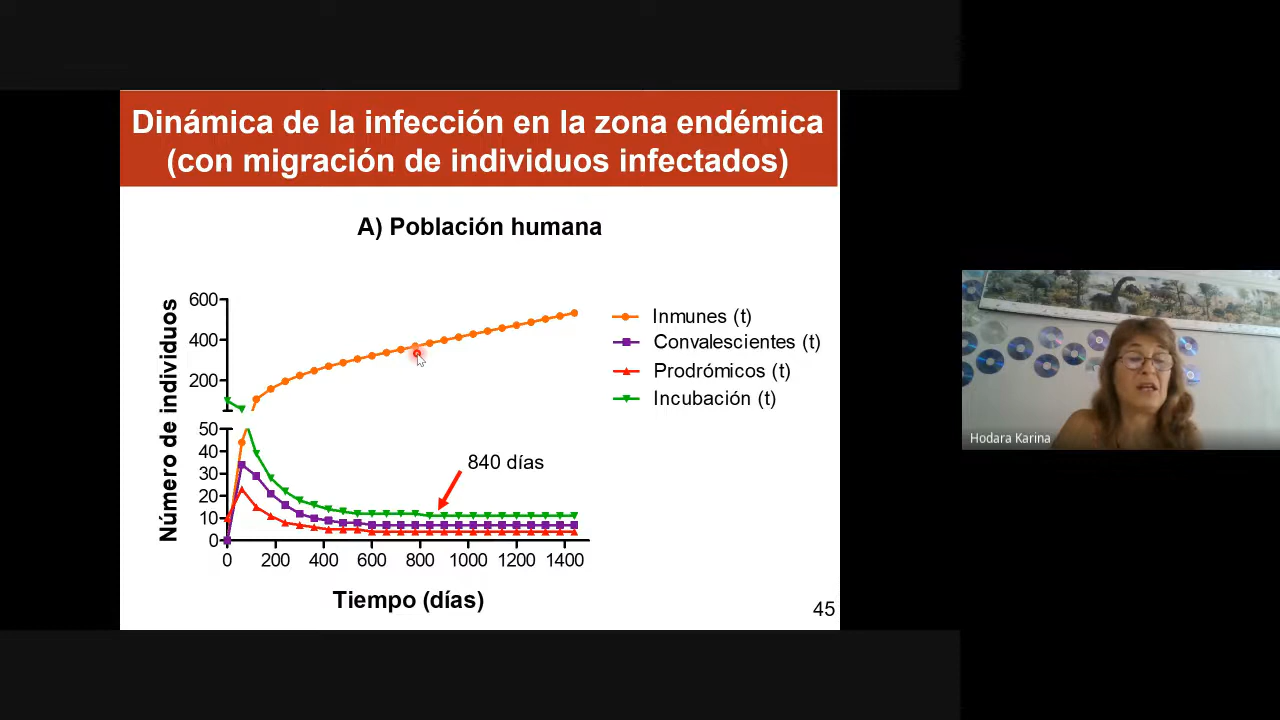 Dinámica de la infección en la zona endémica
(con migración de individuos infectados)
A) Población humana
Número de individuos
600
400
200
50
40
30
20
10
0
0 200 400 600 800 1000 1200 1400
Tiempo (días)
840 días
Inmunes (t)
Convalescientes (t)
Prodrómicos (t)
Incubación (t)
45
Hodara Karina